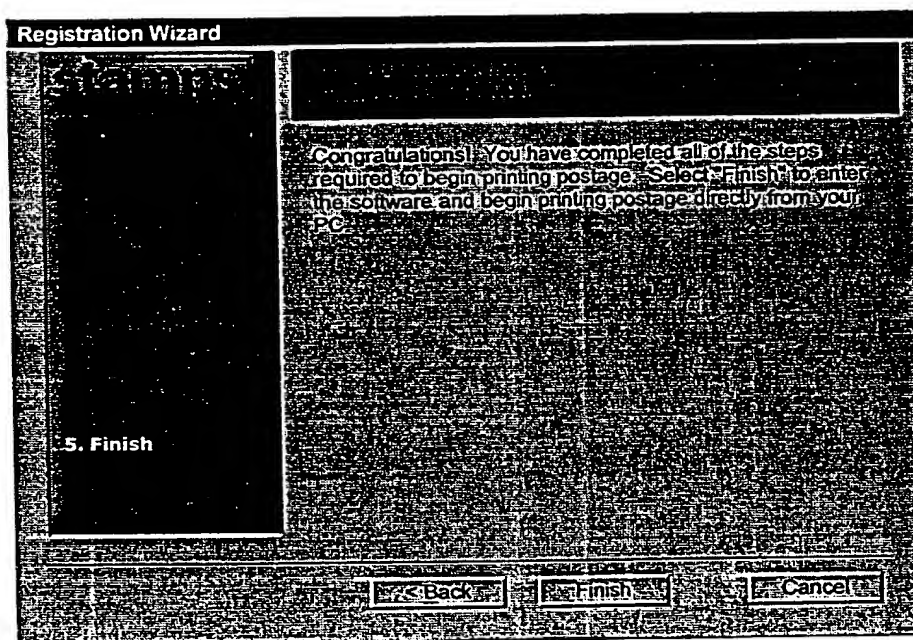 Registration Wizard
stamps
Congratulations! You have completed all of the steps
required to begin printing postage. Select "Finish" to enter
the software and begin printing postage directly from your
PC.
5. Finish
< Back
Finish
Cancel